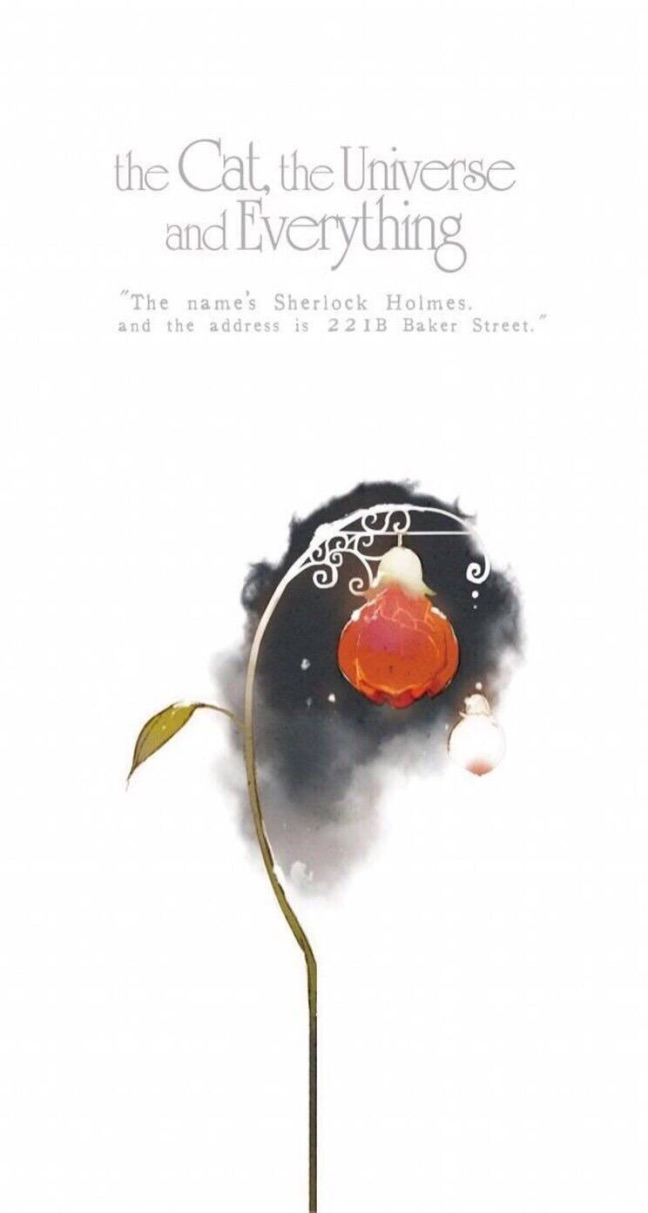 the Cat, the Universe
and Everything
"The name's Sherlock Holmes.
and the address is 221B Baker Street."